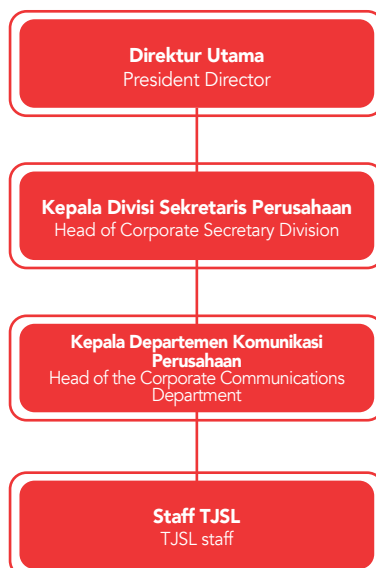 Direktur Utama
President Director
Kepala Divisi Sekretaris Perusahaan
Head of Corporate Secretary Division
Kepala Departemen Komunikasi
Perusahaan
Head of the Corporate Communications
Department
Staff TJSL
TJSL staff